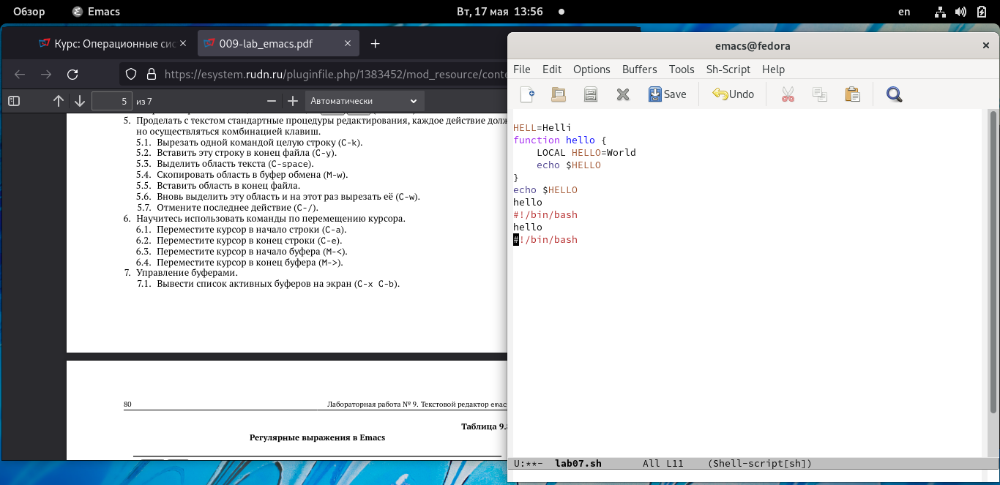 Обзор Emacs Вт, 17 мая 13:56 en
Курс: Операционные сис 009-lab_emacs.pdf
https://esystem.rudn.ru/pluginfile.php/1383452/mod_resource/conte
5 из 7 Автоматически
5. Проделать с текстом стандартные процедуры редактирования, каждое действие долж
но осуществляться комбинацией клавиш.
5.1. Вырезать одной командой целую строку (C-k).
5.2. Вставить эту строку в конец файла (C-y).
5.3. Выделить область текста (C-space).
5.4. Скопировать область в буфер обмена (M-w).
5.5. Вставить область в конец файла.
5.6. Вновь выделить эту область и на этот раз вырезать её (C-w).
5.7. Отмените последнее действие (C-/).
6. Научитесь использовать команды по перемещению курсора.
6.1. Переместите курсор в начало строки (C-a).
6.2. Переместите курсор в конец строки (C-e).
6.3. Переместите курсор в начало буфера (M-<).
6.4. Переместите курсор в конец буфера (M->).
7. Управление буферами.
7.1. Вывести список активных буферов на экран (C-x C-b).
80 Лабораторная работа № 9. Текстовой редактор emac
Таблица 9.
Регулярные выражения в Emacs
emacs@fedora
File Edit Options Buffers Tools Sh-Script Help
Save Undo
HELL=Helli
function hello {
LOCAL HELLO=World
echo $HELLO
}
echo $HELLO
hello
#!/bin/bash
hello
#!/bin/bash
U:**- lab07.sh All L11 (Shell-script[sh])